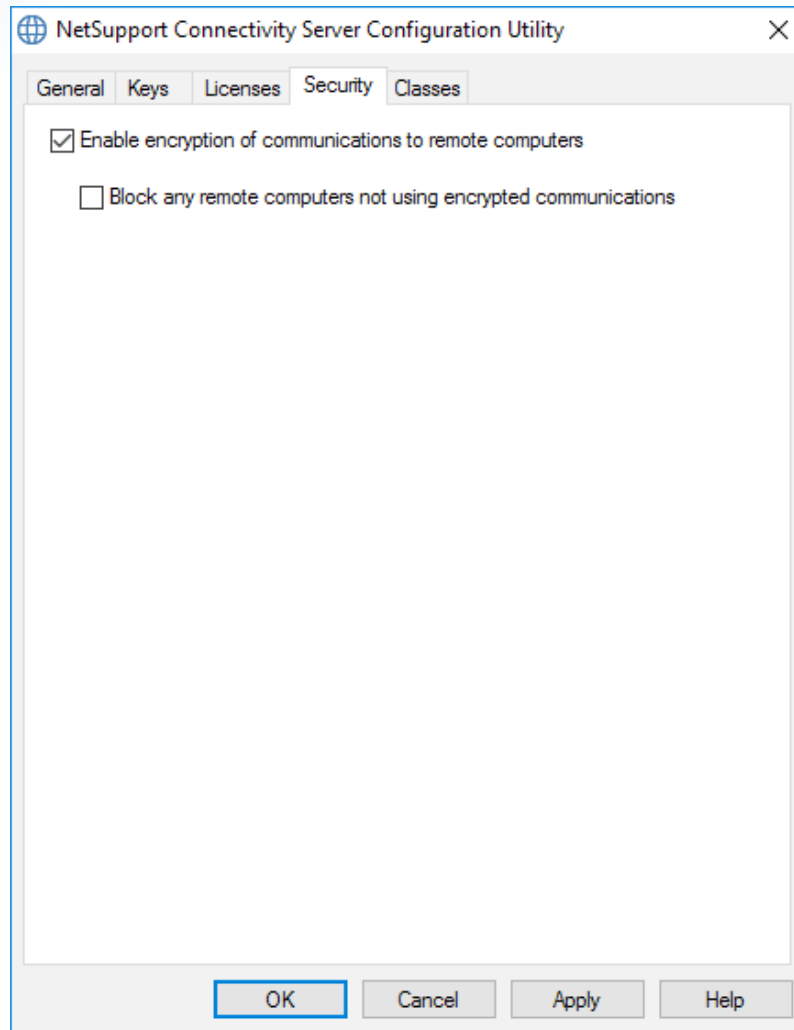 NetSupport Connectivity Server Configuration Utility
General Keys Licenses Security Classes
Enable encryption of communications to remote computers
Block any remote computers not using encrypted communications
OK Cancel Apply Help